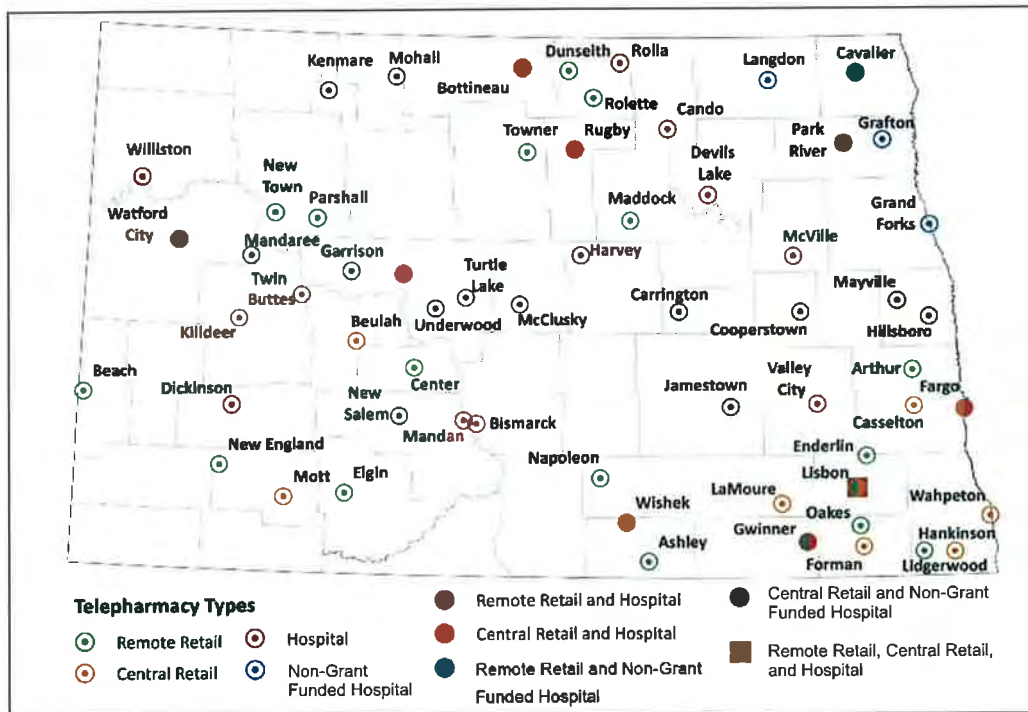 Kenmare
Mohall
Bottineau
Dunseith
Rolla
Rolette
Langdon
Cavalier
Towner
Rugby
Cando
Park
River
Grafton
Williston
New
Town
Parshall
Devils
Lake
Maddock
Grand
Forks
Watford
City
Mandaree
Garrison
Harvey
McVille
Twin
Buttes
Turtle
Lake
Mayville
Killdeer
Beulah
Underwood
McClusky
Carrington
Cooperstown
Hillsboro
Beach
Dickinson
Center
New
Salem
Mandan
Bismarck
Jamestown
Valley
City
Arthur
Fargo
Casselton
New England
Mott
Elgin
Napoleon
Enderlin
Lisbon
LaMoure
Wahpeton
Wishek
Oakes
Gwinner
Hankinson
Ashley
Forman
Lidgerwood
Telepharmacy Types
Remote Retail
Central Retail
Hospital
Non-Grant
Funded Hospital
Remote Retail and Hospital
Central Retail and Hospital
Remote Retail and Non-Grant
Funded Hospital
Central Retail and Non-Grant
Funded Hospital
Remote Retail, Central Retail,
and Hospital